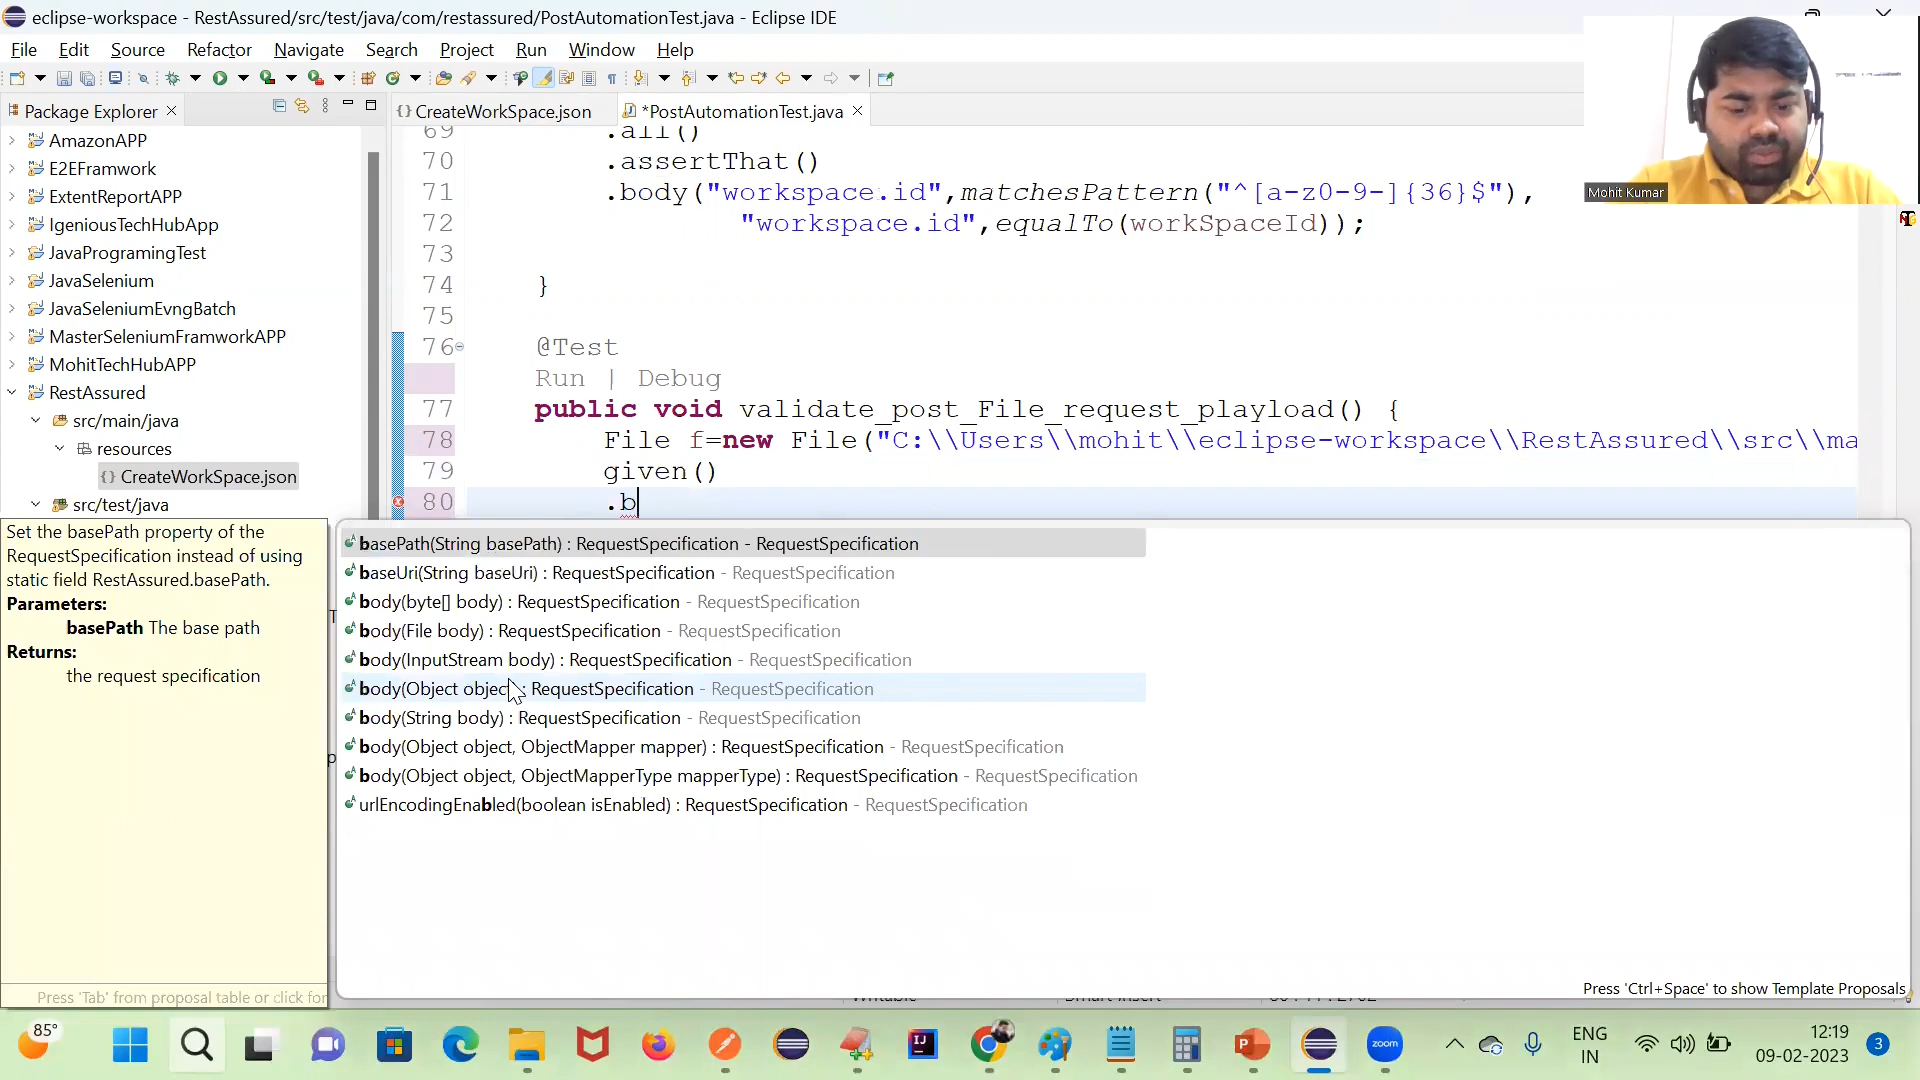 eclipse-workspace - RestAssured/src/test/java/com/restassured/PostAutomationTest.java - Eclipse IDE
File Edit Source Refactor Navigate Search Project Run Window Help
Package Explorer
CreateWorkSpace.json
*PostAutomationTest.java
AmazonAPP
E2EFramwork
ExtentReportAPP
IgeniousTechHubApp
JavaProgramingTest
JavaSelenium
JavaSeleniumEvngBatch
MasterSeleniumFramworkAPP
MohitTechHubAPP
RestAssured
src/main/java
resources
CreateWorkSpace.json
src/test/java
69 .all()
70 .assertThat()
71 .body("workspace.id",matchesPattern("^[a-z0-9-]{36}$"),
72 "workspace.id",equalTo(workSpaceId));
73
74 }
75
76 @Test
Run | Debug
77 public void validate_post_File_request_playload() {
78 File f=new File("C:\\Users\\mohit\\eclipse-workspace\\RestAssured\\src\\ma
79 given()
80 .b
Mohit Kumar
Set the basePath property of the
RequestSpecification instead of using
static field RestAssured.basePath.
Parameters:
basePath The base path
Returns:
the request specification
Press 'Tab' from proposal table or click for
basePath(String basePath) : RequestSpecification - RequestSpecification
baseUri(String baseUri) : RequestSpecification - RequestSpecification
body(byte[] body) : RequestSpecification - RequestSpecification
body(File body) : RequestSpecification - RequestSpecification
body(InputStream body) : RequestSpecification - RequestSpecification
body(Object object) : RequestSpecification - RequestSpecification
body(String body) : RequestSpecification - RequestSpecification
body(Object object, ObjectMapper mapper) : RequestSpecification - RequestSpecification
body(Object object, ObjectMapperType mapperType) : RequestSpecification - RequestSpecification
urlEncodingEnabled(boolean isEnabled) : RequestSpecification - RequestSpecification
Press 'Ctrl+Space' to show Template Proposals
85°
zoom
ENG
IN
12:19
09-02-2023
3